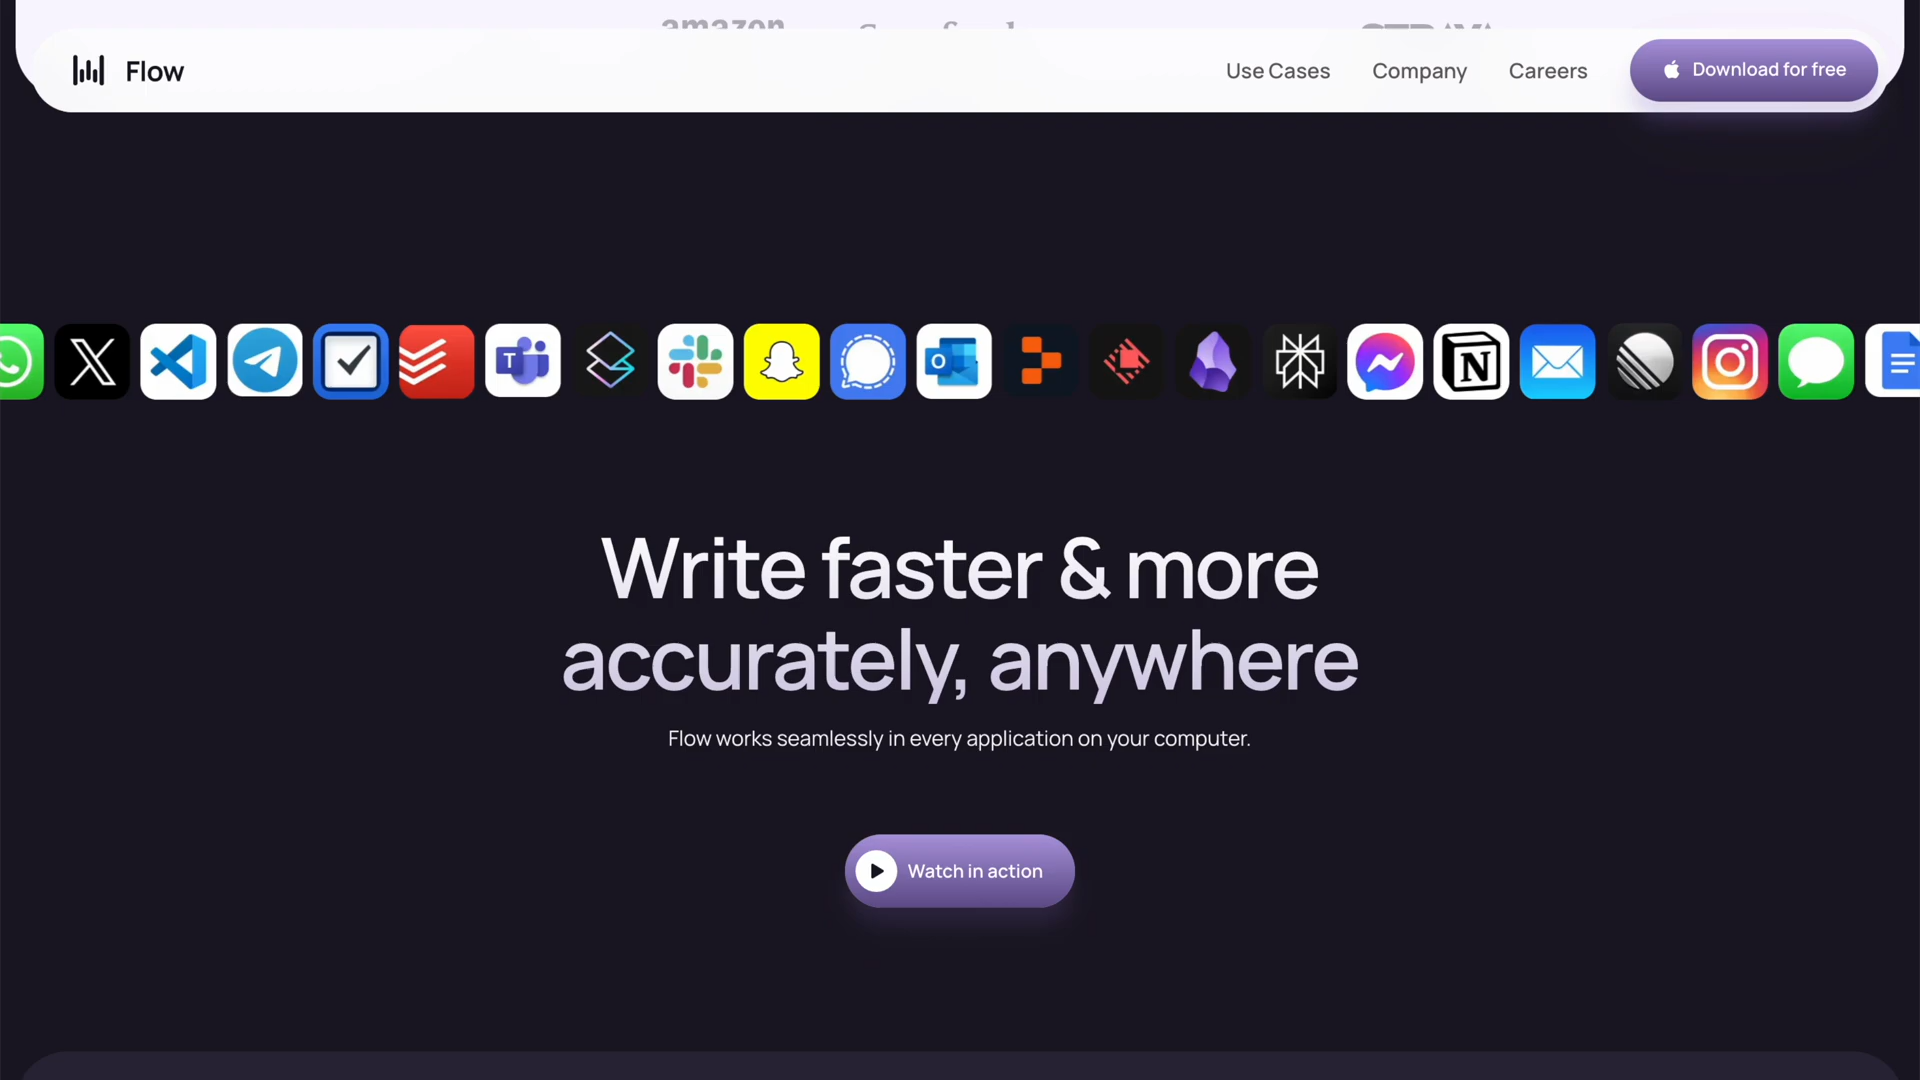 amazon
Flow
Use Cases
Company
Careers
Download for free
Write faster & more
accurately, anywhere
Flow works seamlessly in every application on your computer.
Watch in action